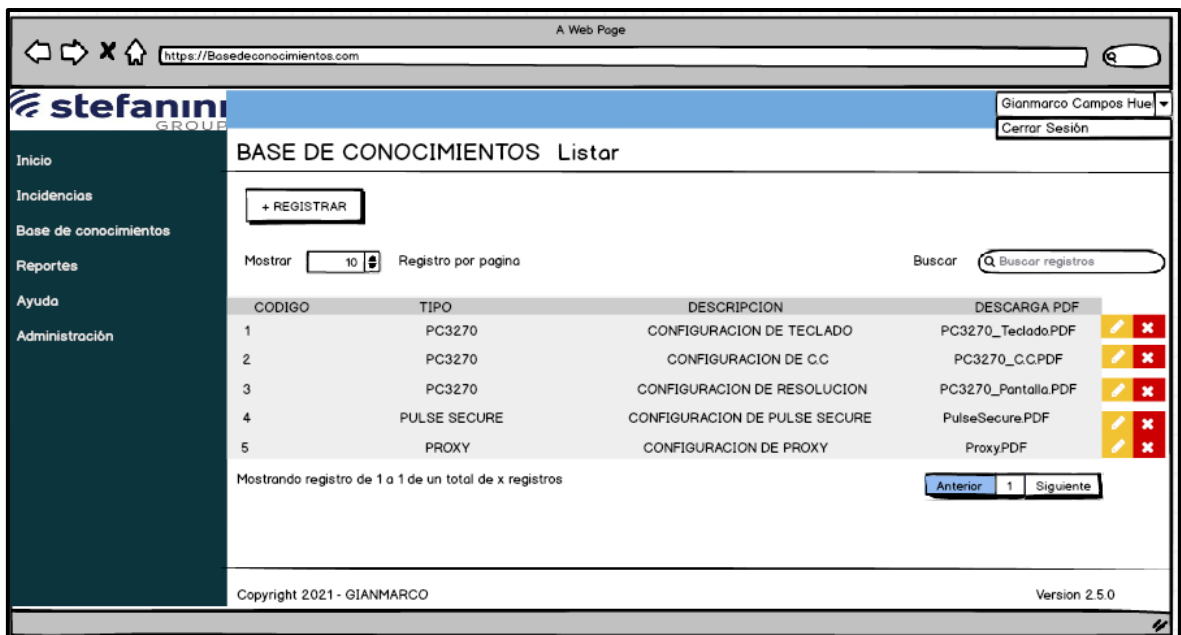 A Web Page
https://Basedeconocimientos.com
stefanini
GROUP
Gianmarco Campos Hue
Cerrar Sesión
Inicio
Incidencias
Base de conocimientos
Reportes
Ayuda
Administración
BASE DE CONOCIMIENTOS Listar
+ REGISTRAR
Mostrar 10 Registro por pagina Buscar Buscar registros
CODIGO TIPO DESCRIPCION DESCARGA PDF
1 PC3270 CONFIGURACION DE TECLADO PC3270_Teclado.PDF
2 PC3270 CONFIGURACION DE C.C PC3270_C.C.PDF
3 PC3270 CONFIGURACION DE RESOLUCION PC3270_Pantalla.PDF
4 PULSE SECURE CONFIGURACION DE PULSE SECURE PulseSecure.PDF
5 PROXY CONFIGURACION DE PROXY Proxy.PDF
Mostrando registro de 1 a 1 de un total de x registros
Anterior 1 Siguiente
Copyright 2021 - GIANMARCO Version 2.5.0